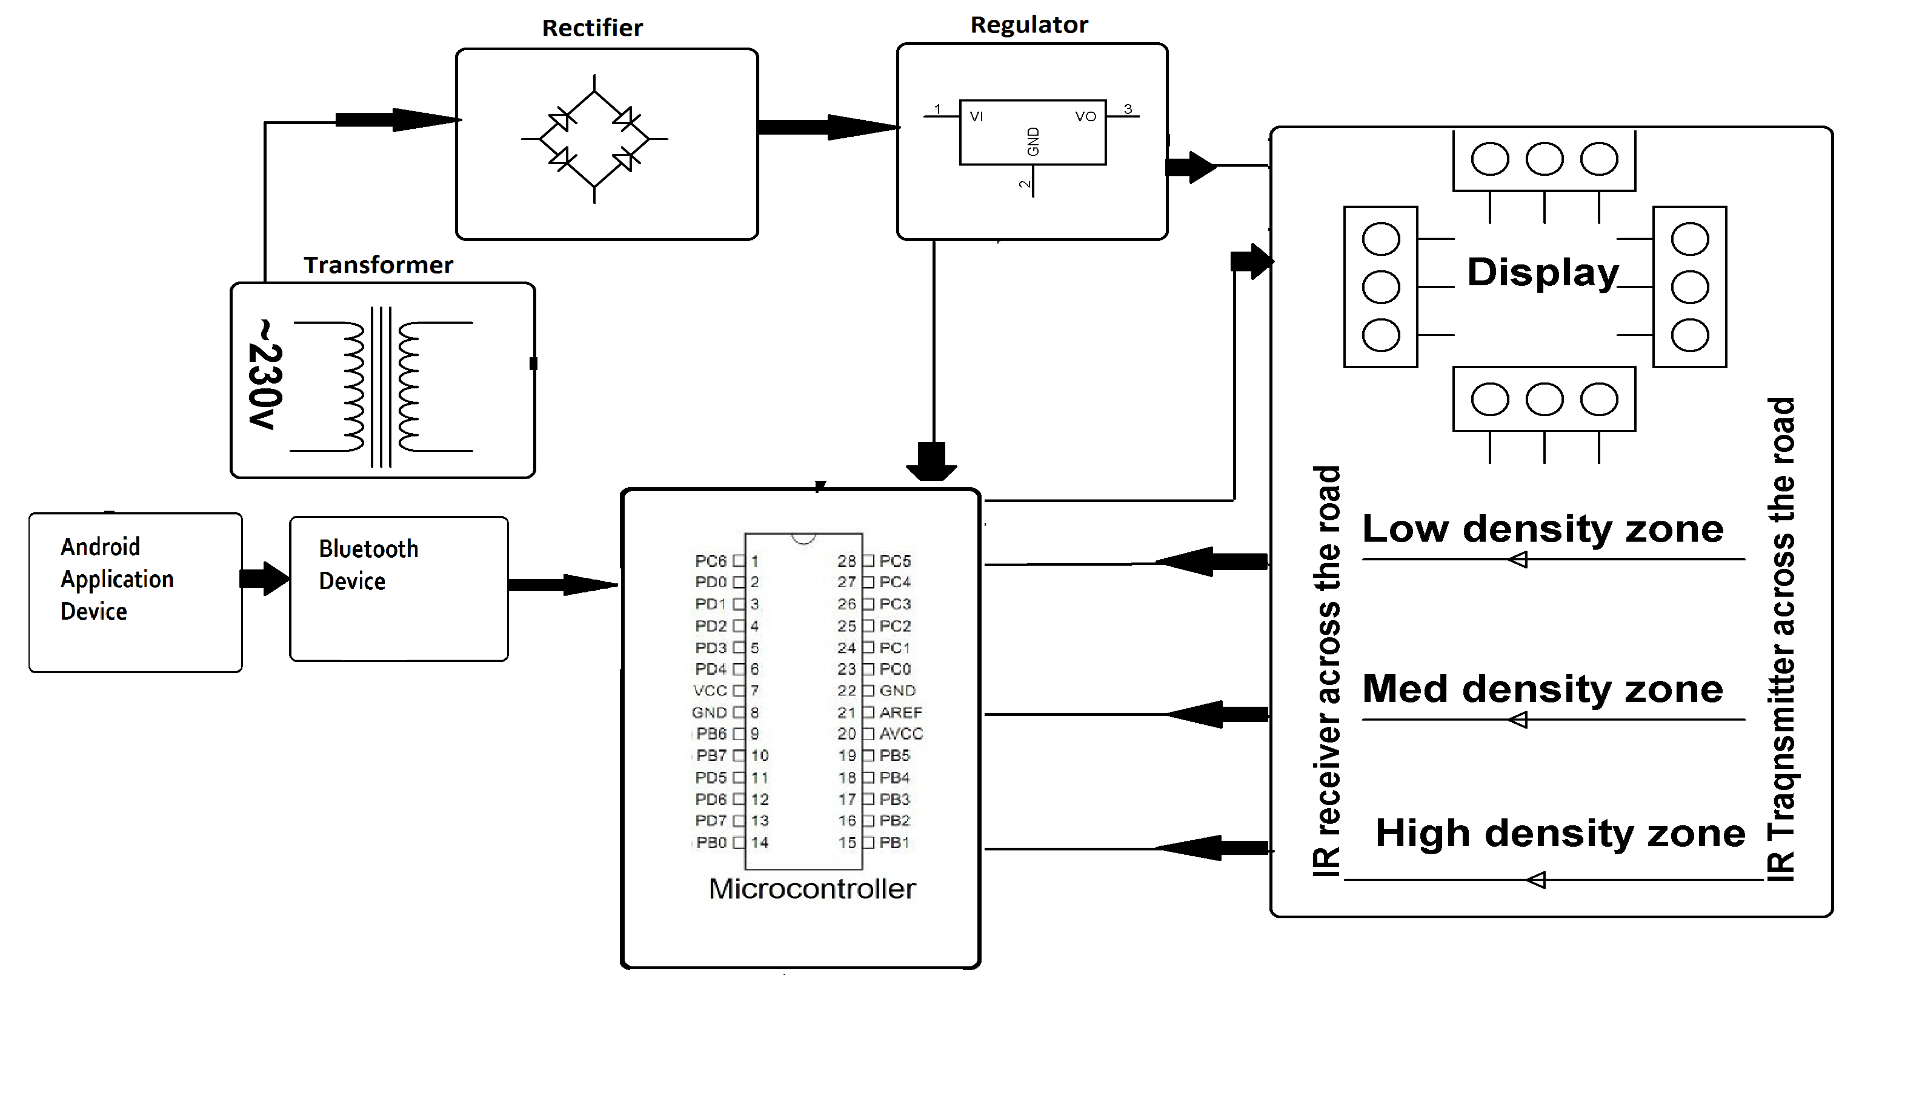 Rectifier
Regulator
1
VI
VO
3
GND
2
Transformer
~230v
Display
Android
Application
Device
Bluetooth
Device
PC6 1 28 PC5
PD0 2 27 PC4
PD1 3 26 PC3
PD2 4 25 PC2
PD3 5 24 PC1
PD4 6 23 PC0
VCC 7 22 GND
GND 8 21 AREF
PB6 9 20 AVCC
PB7 10 19 PB5
PD5 11 18 PB4
PD6 12 17 PB3
PD7 13 16 PB2
PB0 14 15 PB1
Microcontroller
IR receiver across the road
Low density zone
Med density zone
High density zone
IR Traqnsmitter across the road